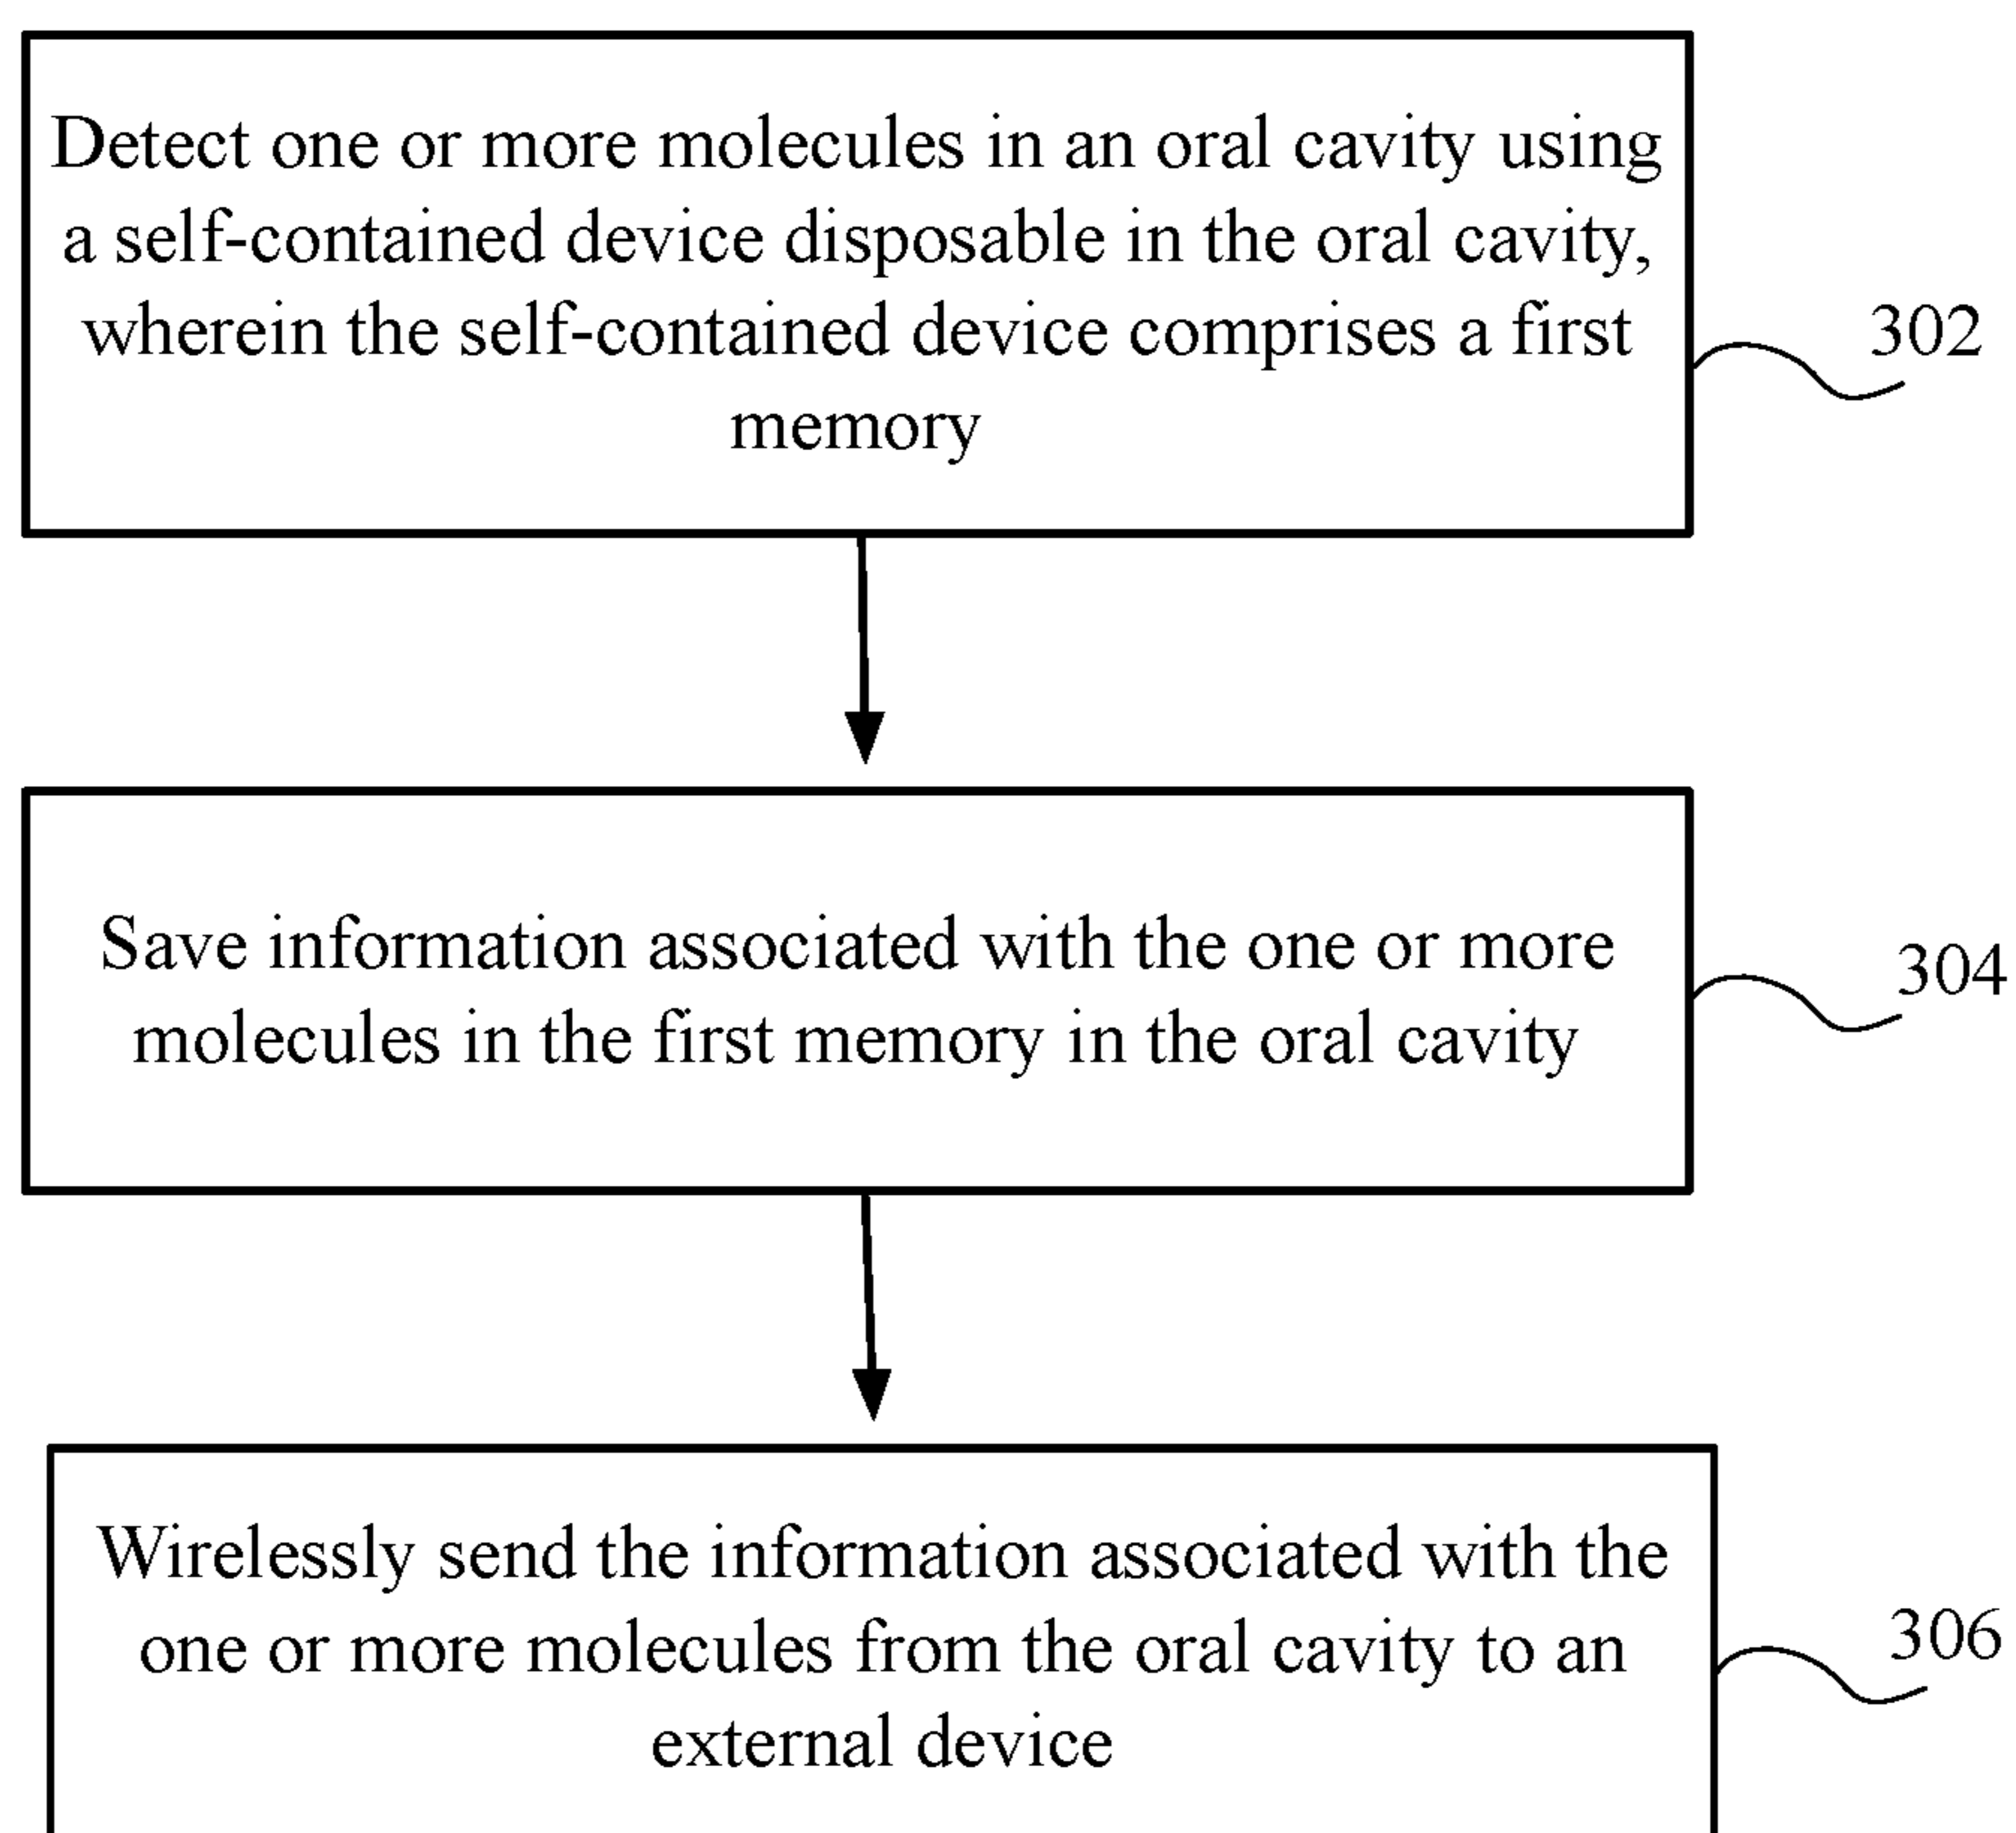 Detect one or more molecules in an oral cavity using
a self-contained device disposable in the oral cavity,
wherein the self-contained device comprises a first
memory
302
Save information associated with the one or more
molecules in the first memory in the oral cavity
304
Wirelessly send the information associated with the
one or more molecules from the oral cavity to an
external device
306